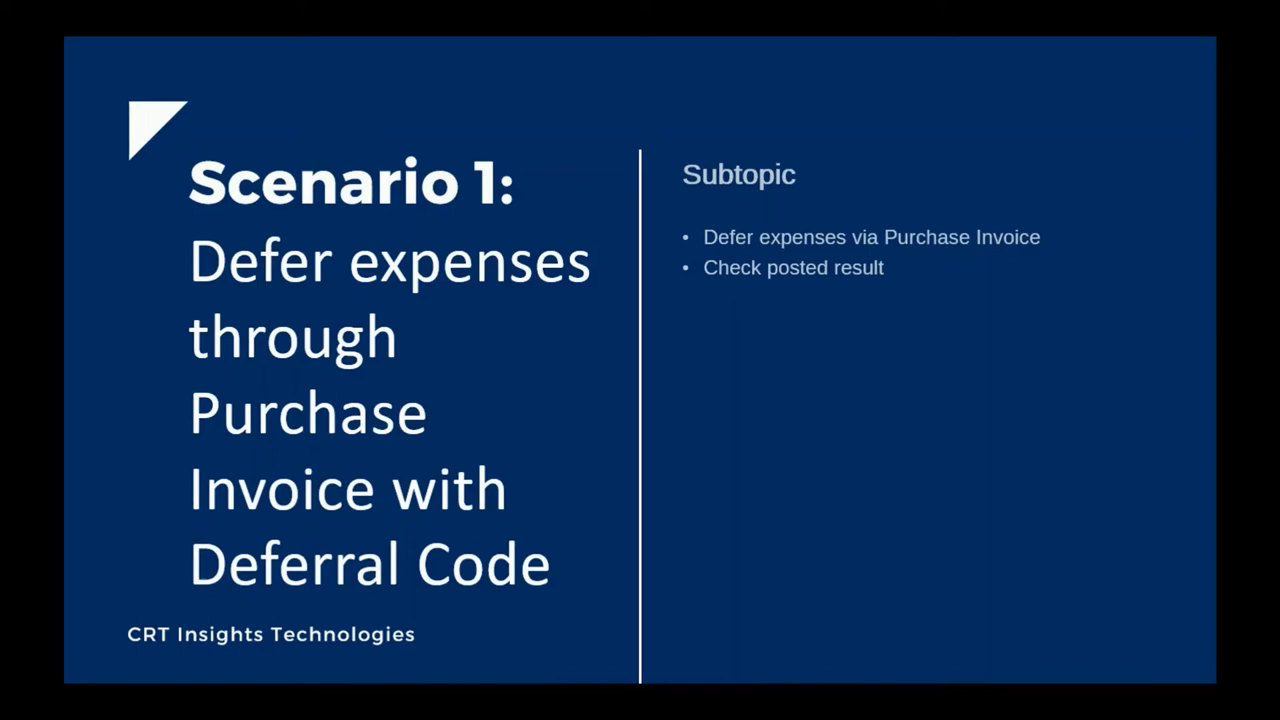 Scenario 1:
Defer expenses
through
Purchase
Invoice with
Deferral Code
CRT Insights Technologies
Subtopic
• Defer expenses via Purchase Invoice
• Check posted result